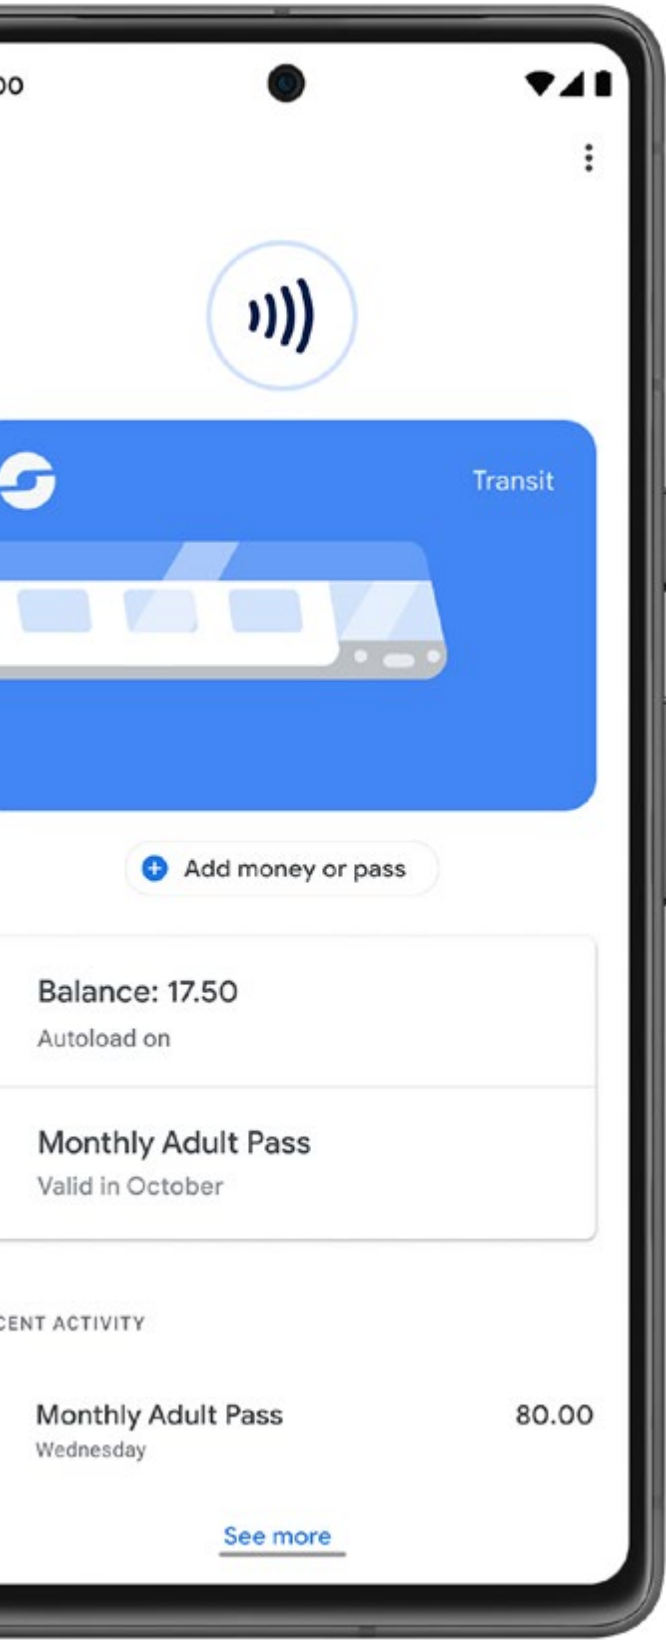 00
Transit
Add money or pass
Balance: 17.50
Autoload on
Monthly Adult Pass
Valid in October
CENT ACTIVITY
Monthly Adult Pass 80.00
Wednesday
See more